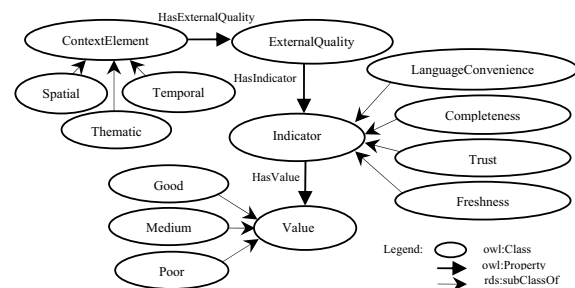 HasExternalQuality
ContextElement
ExternalQuality
HasIndicator
LanguageConvenience
Spatial
Temporal
Completeness
Thematic
Indicator
Trust
Good
HasValue
Freshness
Medium
Value
Poor
Legend:
owl:Class
owl:Property
rds:subClassOf